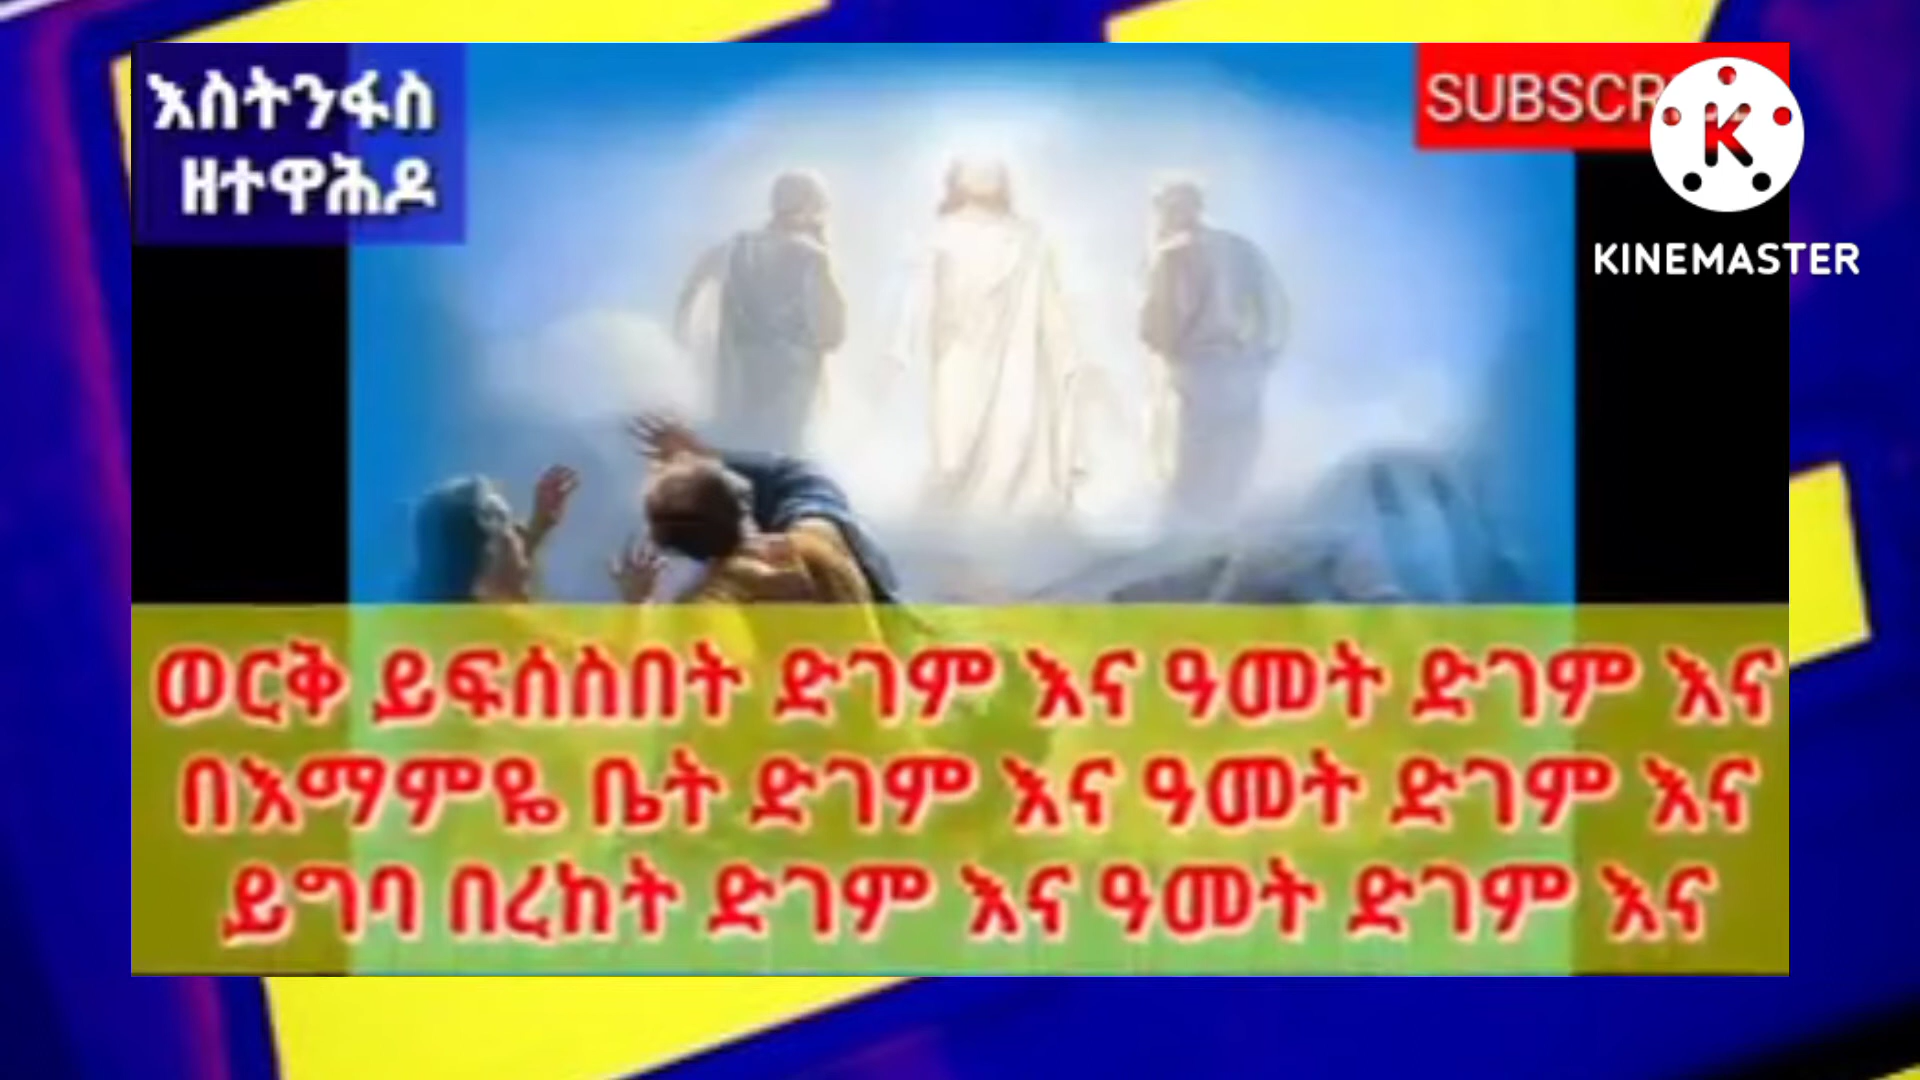 እስትንፋስ
ዘተዋሕዶ
SUBSCR
KINEMASTER
ወርቅ ይፍሰስበት ድገም እና ዓመት ድገም እና
በእማምዬ ቤት ድገም እና ዓመት ድገም እና
ይግባ በረከት ድገም እና ዓመት ድገም እና